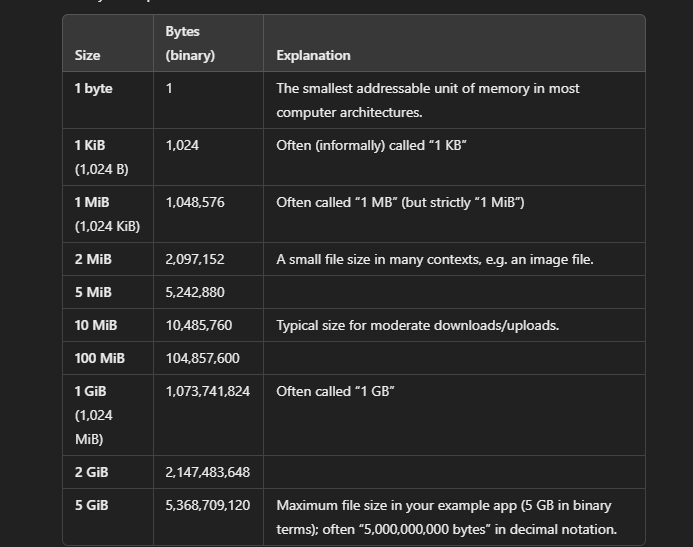 Bytes
Size (binary) Explanation
1 byte 1 The smallest addressable unit of memory in most
computer architectures.
1 KiB 1,024 Often (informally) called “1 KB”
(1,024 B)
1 MiB 1,048,576 Often called “1 MB” (but strictly “1 MiB”)
(1,024 KiB)
2 MiB 2,097,152 A small file size in many contexts, e.g. an image file.
5 MiB 5,242,880
10 MiB 10,485,760 Typical size for moderate downloads/uploads.
100 MiB 104,857,600
1 GiB 1,073,741,824 Often called “1 GB”
(1,024
MiB)
2 GiB 2,147,483,648
5 GiB 5,368,709,120 Maximum file size in your example app (5 GB in binary
terms); often “5,000,000,000 bytes” in decimal notation.